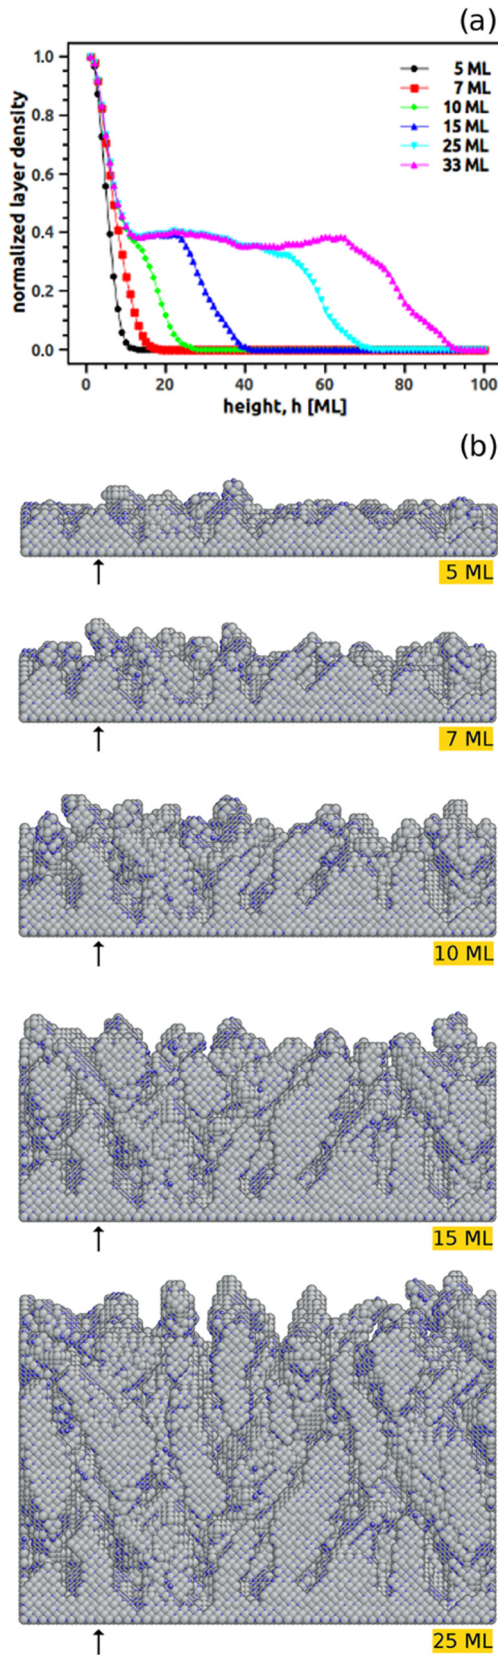 (a)
normalized layer density
1.0
0.8
0.6
0.4
0.2
0.0
5 ML
7 ML
10 ML
15 ML
25 ML
33 ML
0 20 40 60 80 100
height, h [ML]
(b)
5 ML
7 ML
10 ML
15 ML
25 ML